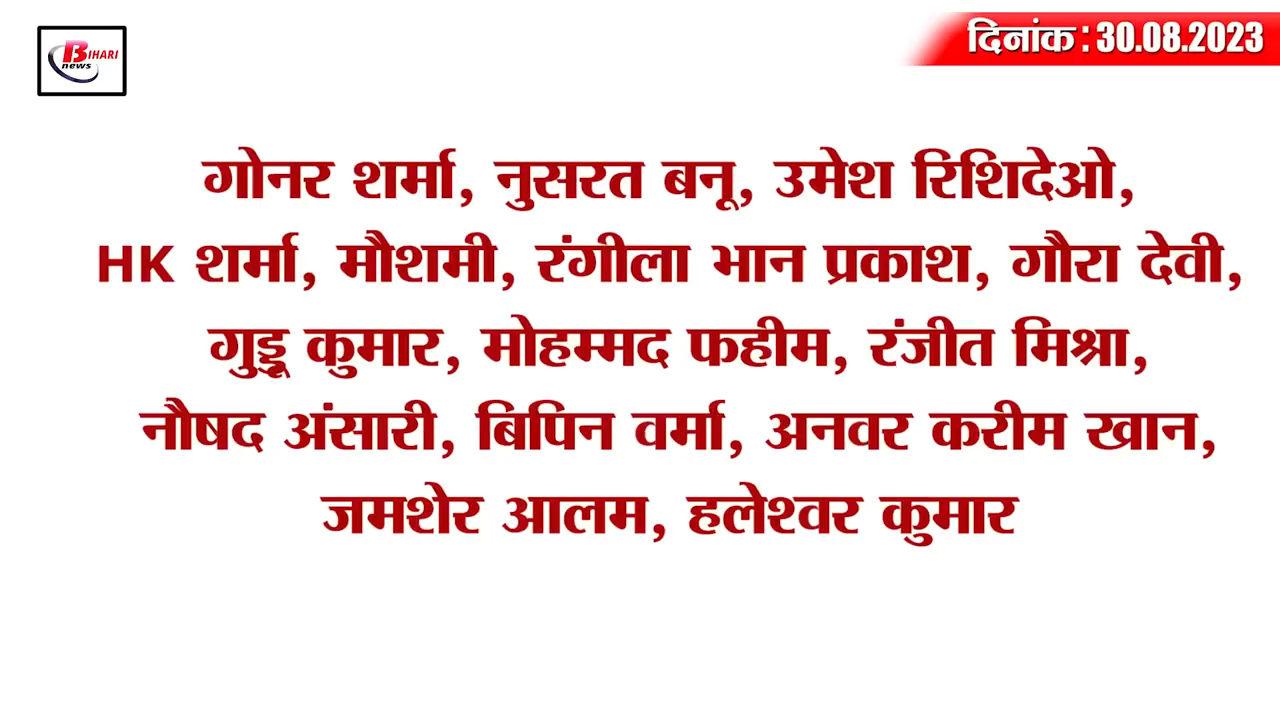 BIHARI
news
दिनांक : 30.08.2023
गोनर शर्मा, नुसरत बनू, उमेश रिशिदेओ,
HK शर्मा, मौशमी, रंगीला भान प्रकाश, गौरा देवी,
गुड्डू कुमार, मोहम्मद फहीम, रंजीत मिश्रा,
नौषद अंसारी, बिपिन वर्मा, अनवर करीम खान,
जमशेर आलम, हलेश्वर कुमार